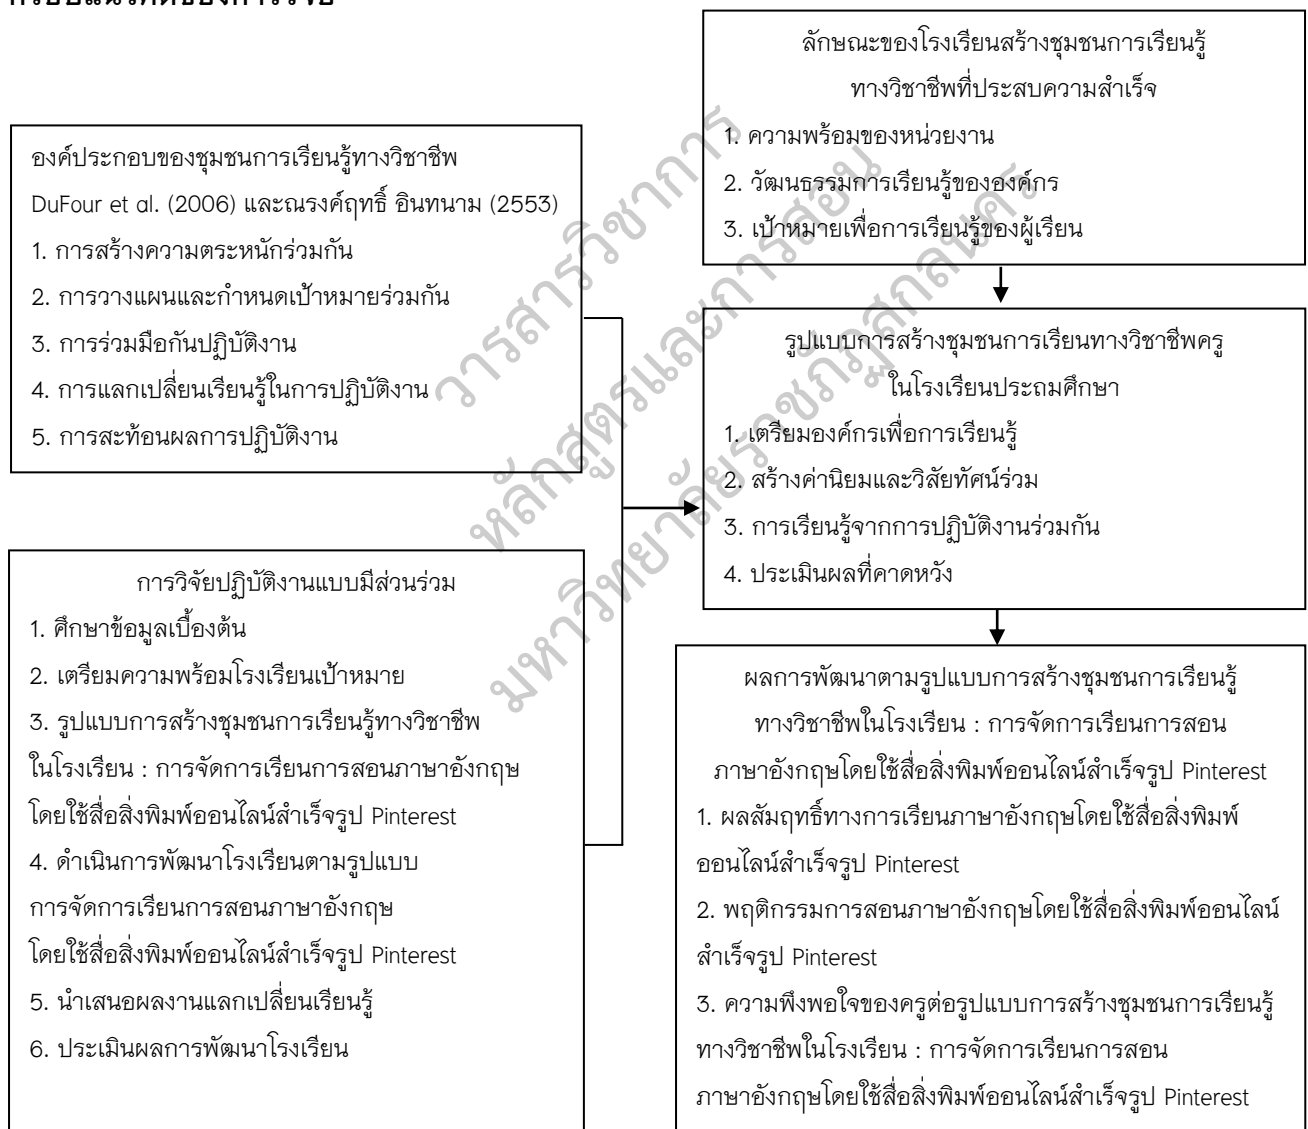 กรอบแนวคิดของการวิจัย
องค์ประกอบของชุมชนการเรียนรู้ทางวิชาชีพ
DuFour et al. (2006) และณรงค์ฤทธิ์ อินทนาม (2553)
1. การสร้างความตระหนักร่วมกัน
2. การวางแผนและกำหนดเป้าหมายร่วมกัน
3. การร่วมมือกันปฏิบัติงาน
4. การแลกเปลี่ยนเรียนรู้ในการปฏิบัติงาน
5. การสะท้อนผลการปฏิบัติงาน
การวิจัยปฏิบัติงานแบบมีส่วนร่วม
1. ศึกษาข้อมูลเบื้องต้น
2. เตรียมความพร้อมโรงเรียนเป้าหมาย
3. รูปแบบการสร้างชุมชนการเรียนรู้ทางวิชาชีพ
ในโรงเรียน : การจัดการเรียนการสอนภาษาอังกฤษ
โดยใช้สื่อสิ่งพิมพ์ออนไลน์สำเร็จรูป Pinterest
4. ดำเนินการพัฒนาโรงเรียนตามรูปแบบ
การจัดการเรียนการสอนภาษาอังกฤษ
โดยใช้สื่อสิ่งพิมพ์ออนไลน์สำเร็จรูป Pinterest
5. นำเสนอผลงานแลกเปลี่ยนเรียนรู้
6. ประเมินผลการพัฒนาโรงเรียน
ลักษณะของโรงเรียนสร้างชุมชนการเรียนรู้
ทางวิชาชีพที่ประสบความสำเร็จ
1. ความพร้อมของหน่วยงาน
2. วัฒนธรรมการเรียนรู้ขององค์กร
3. เป้าหมายเพื่อการเรียนรู้ของผู้เรียน
รูปแบบการสร้างชุมชนการเรียนทางวิชาชีพครู
ในโรงเรียนประถมศึกษา
1. เตรียมองค์กรเพื่อการเรียนรู้
2. สร้างค่านิยมและวิสัยทัศน์ร่วม
3. การเรียนรู้จากการปฏิบัติงานร่วมกัน
4. ประเมินผลที่คาดหวัง
ผลการพัฒนาตามรูปแบบการสร้างชุมชนการเรียนรู้
ทางวิชาชีพในโรงเรียน : การจัดการเรียนการสอน
ภาษาอังกฤษโดยใช้สื่อสิ่งพิมพ์ออนไลน์สำเร็จรูป Pinterest
1. ผลสัมฤทธิ์ทางการเรียนภาษาอังกฤษโดยใช้สื่อสิ่งพิมพ์
ออนไลน์สำเร็จรูป Pinterest
2. พฤติกรรมการสอนภาษาอังกฤษโดยใช้สื่อสิ่งพิมพ์ออนไลน์
สำเร็จรูป Pinterest
3. ความพึงพอใจของครูต่อรูปแบบการสร้างชุมชนการเรียนรู้
ทางวิชาชีพในโรงเรียน : การจัดการเรียนการสอน
ภาษาอังกฤษโดยใช้สื่อสิ่งพิมพ์ออนไลน์สำเร็จรูป Pinterest
วารสารวิชาการ
หลักสูตรและการสอน
มหาวิทยาลัยราชภัฏสกลนคร